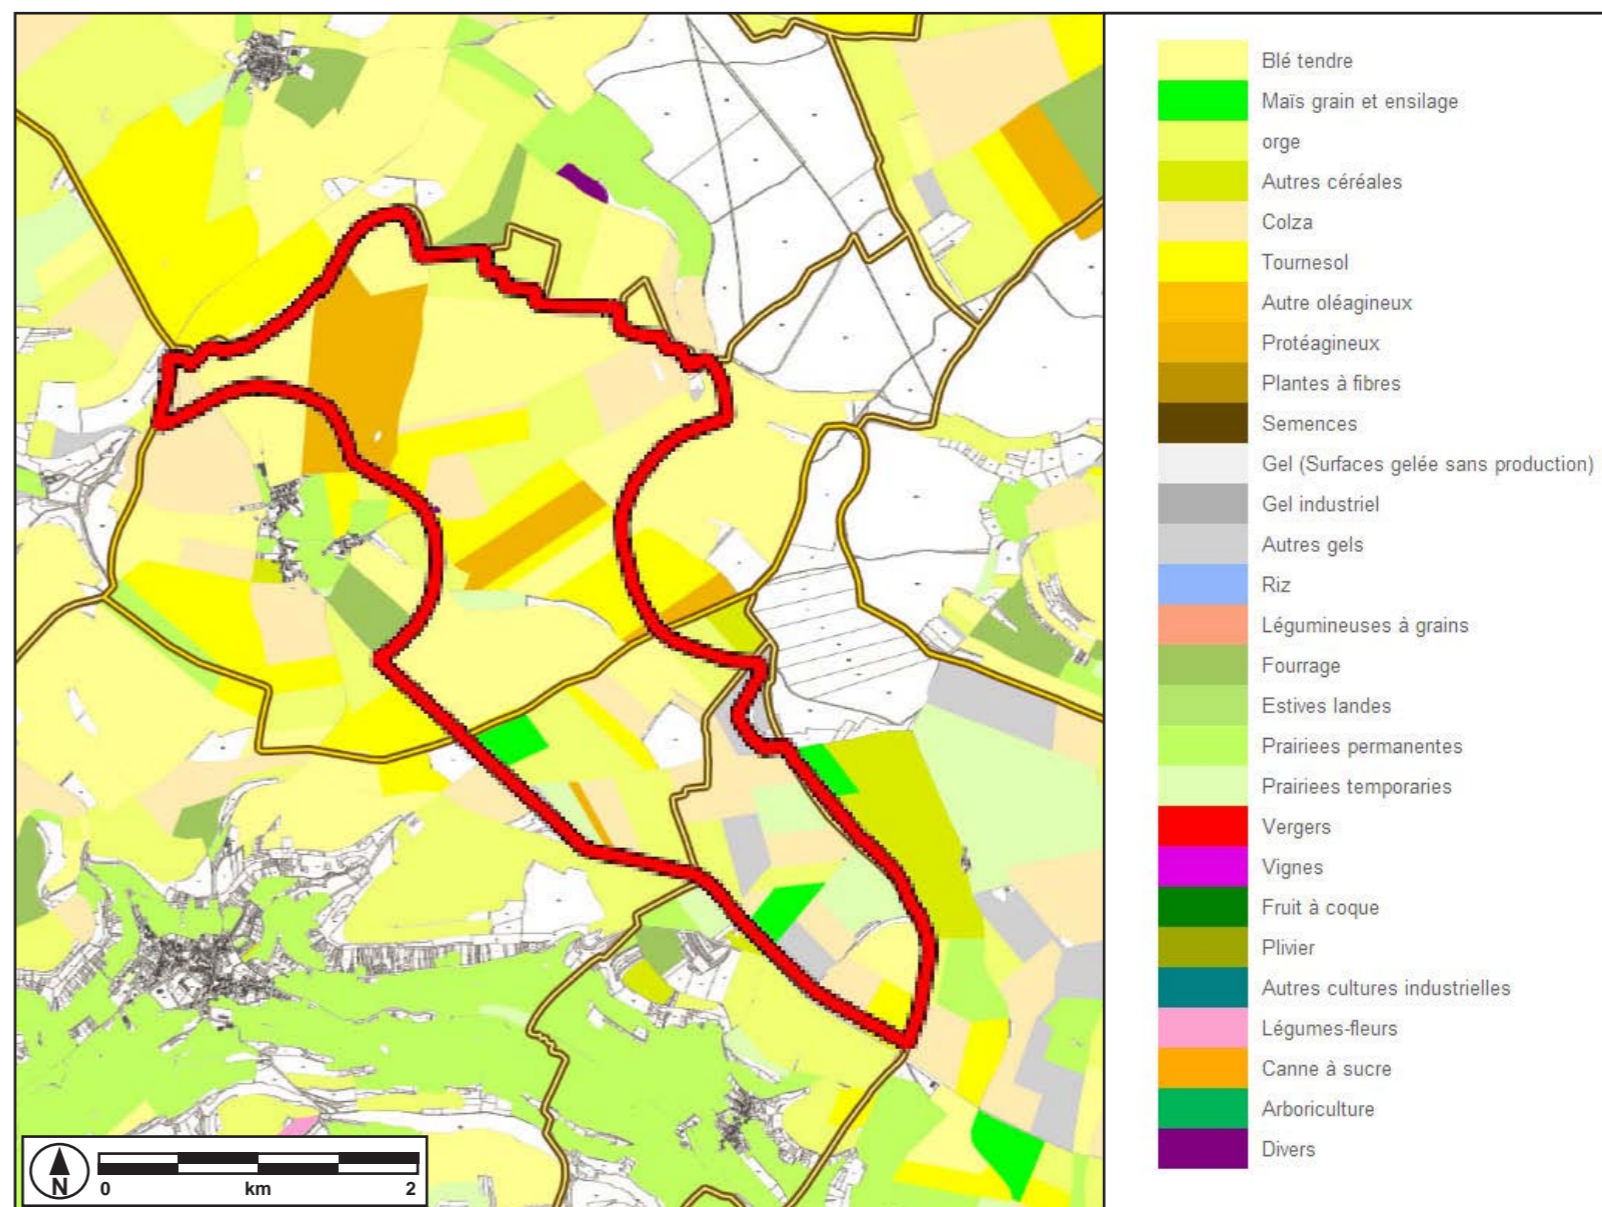 Blé tendre
Maïs grain et ensilage
orge
Autres céréales
Colza
Tournesol
Autre oléagineux
Protéagineux
Plantes à fibres
Semences
Gel (Surfaces gelée sans production)
Gel industriel
Autres gels
Riz
Légumineuses à grains
Fourrage
Estives landes
Prairiees permanentes
Prairiees temporaries
Vergers
Vignes
Fruit à coque
Plivier
Autres cultures industrielles
Légumes-fleurs
Canne à sucre
Arboriculture
Divers
N 0 km 2